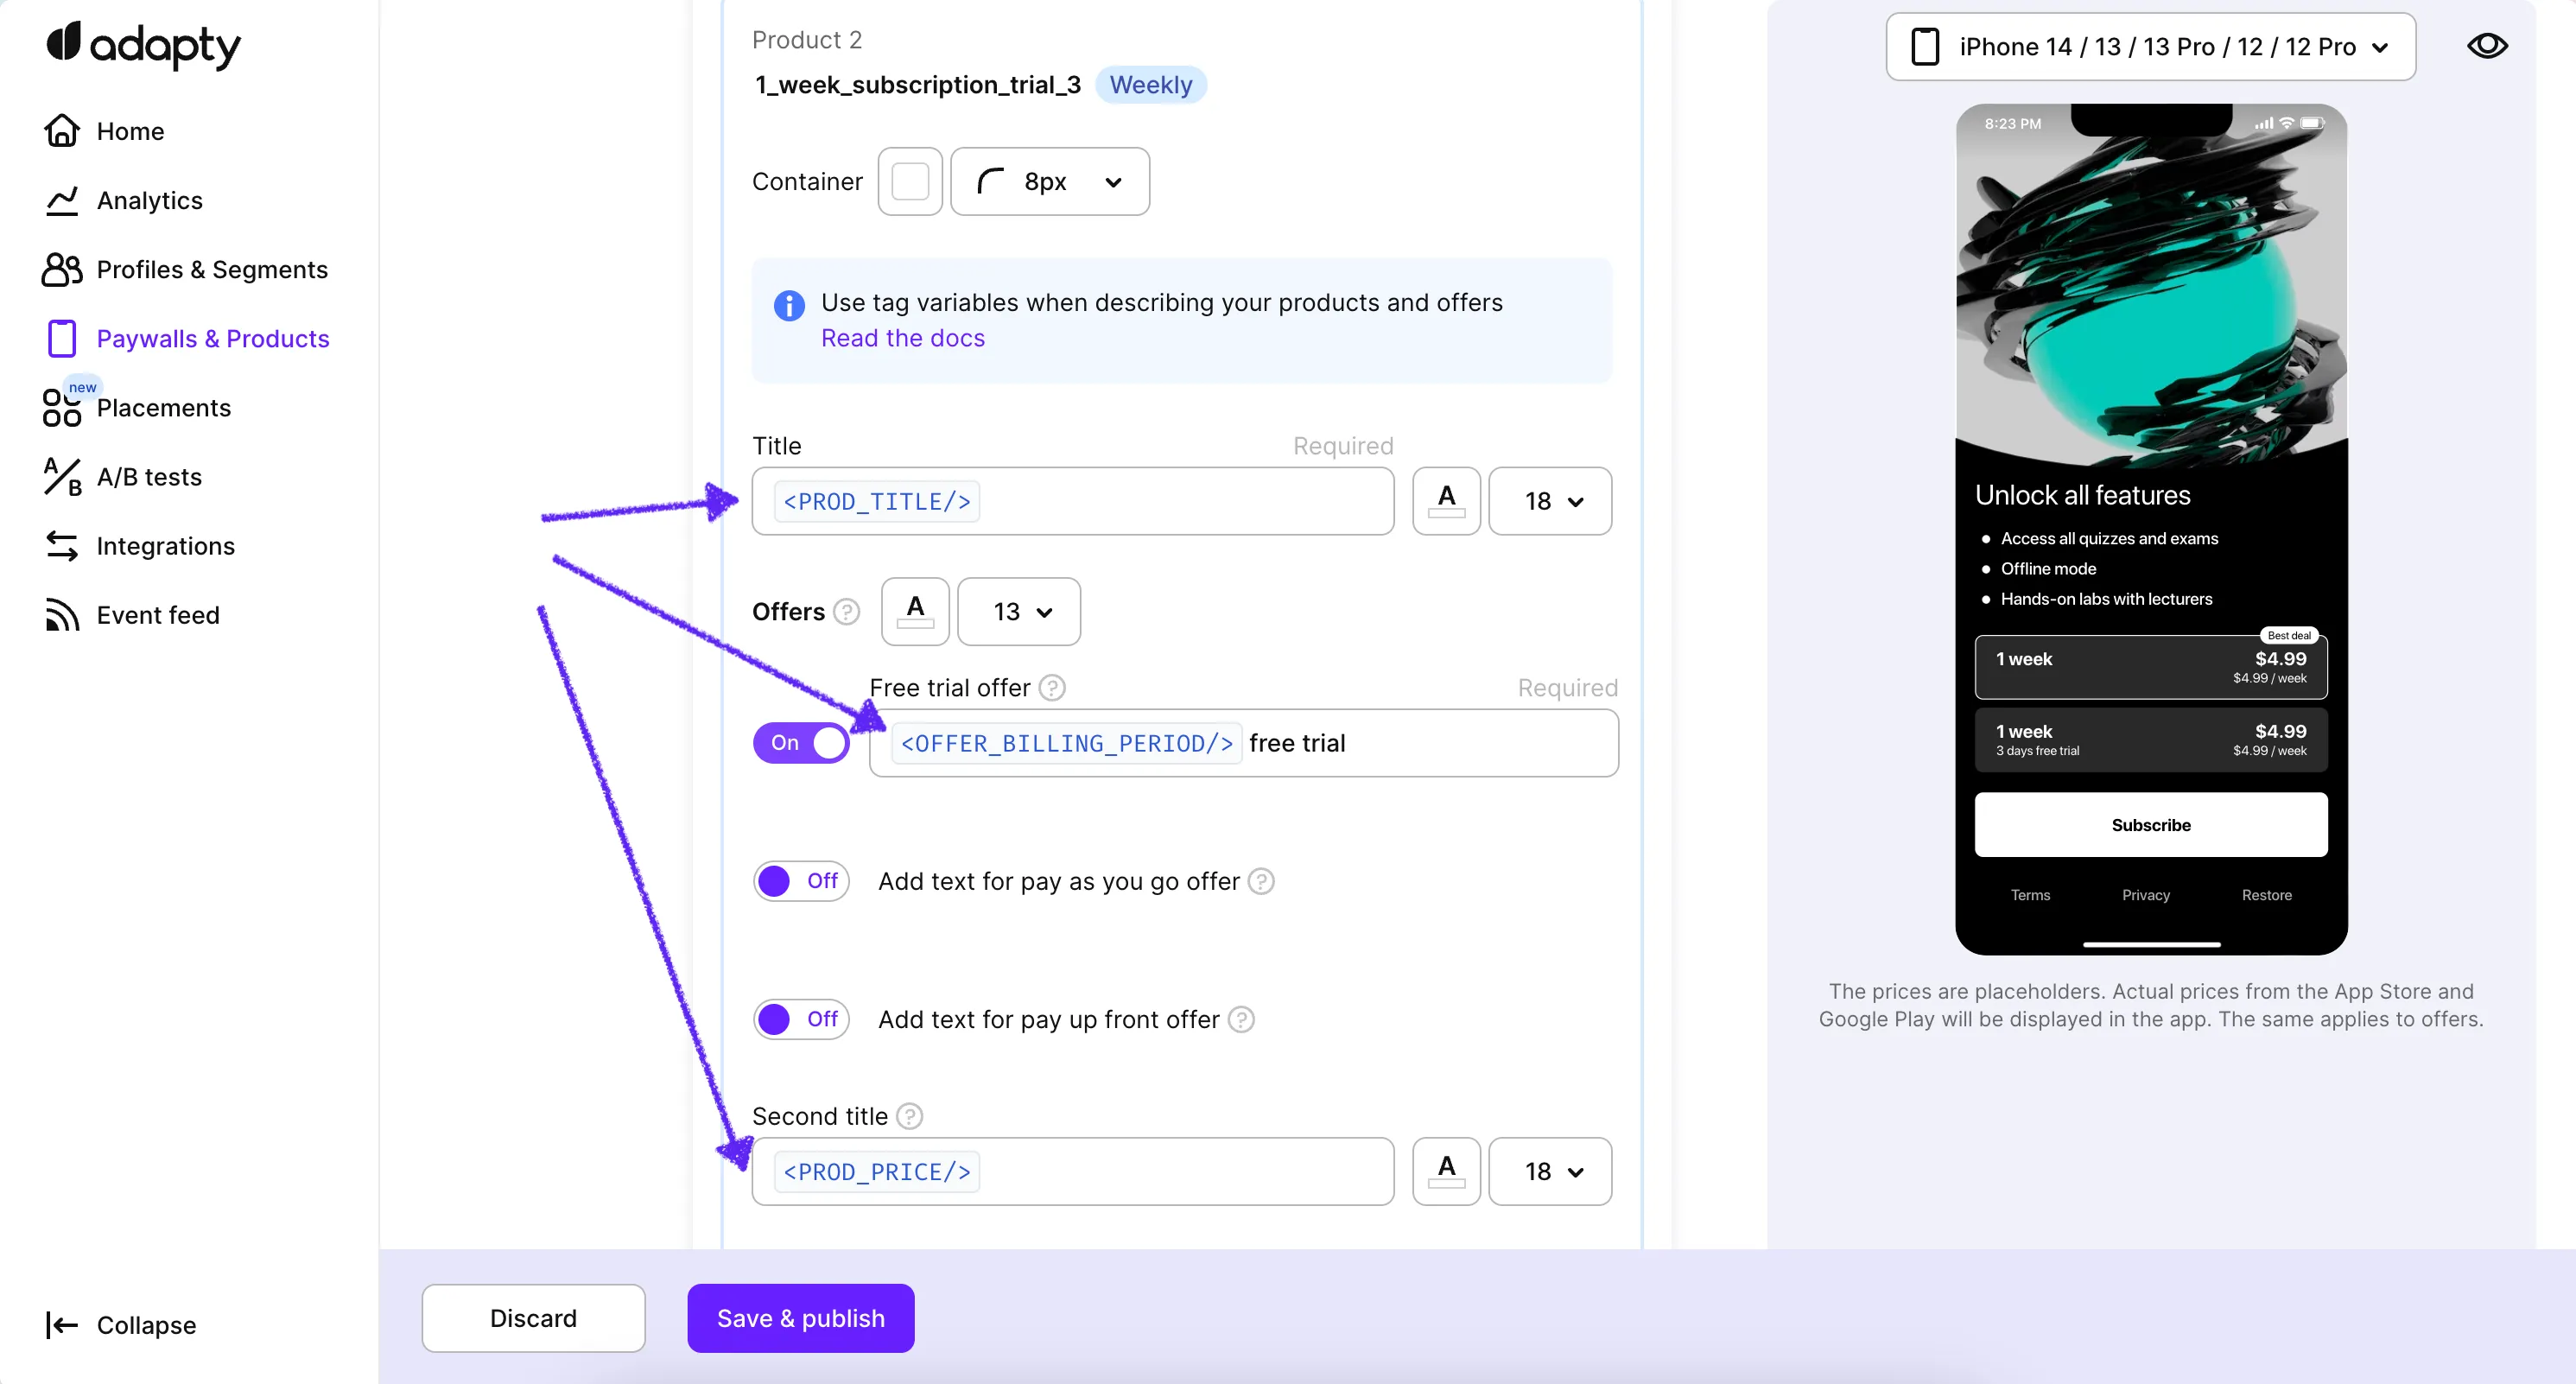 adapty
Home
Analytics
Profiles & Segments
Paywalls & Products
new
Placements
A/B
A/B tests
Integrations
Event feed
Collapse
Product 2
1_week_subscription_trial_3 Weekly
Container 8px
Use tag variables when describing your products and offers
Read the docs
Title Required
<PROD_TITLE/> A 18
Offers ? A 13
Free trial offer ? Required
On <OFFER_BILLING_PERIOD/> free trial
Off Add text for pay as you go offer ?
Off Add text for pay up front offer ?
Second title ?
<PROD_PRICE/> A 18
Discard Save & publish
iPhone 14 / 13 / 13 Pro / 12 / 12 Pro
8:23 PM
Unlock all features
Access all quizzes and exams
Offline mode
Hands-on labs with lecturers
Best deal
1 week $4.99
$4.99 / week
1 week $4.99
3 days free trial $4.99 / week
Subscribe
Terms Privacy Restore
The prices are placeholders. Actual prices from the App Store and
Google Play will be displayed in the app. The same applies to offers.